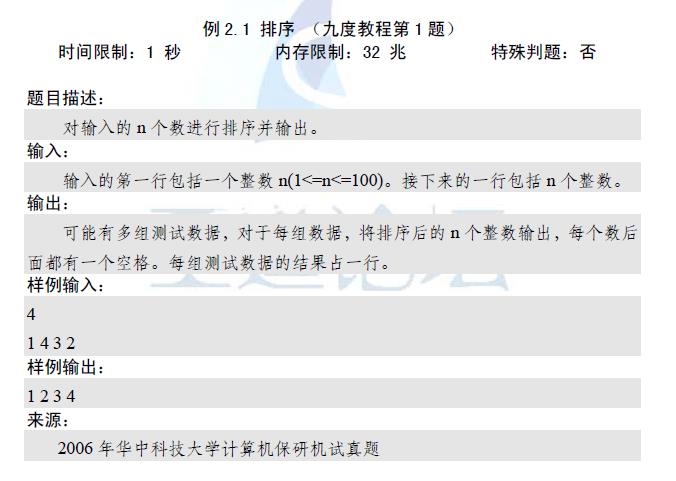 例 2.1 排序 （九度教程第 1 题）
时间限制：1 秒 内存限制：32 兆 特殊判题：否
题目描述：
对输入的 n 个数进行排序并输出。
输入：
输入的第一行包括一个整数 n(1<=n<=100)。接下来的一行包括 n 个整数。
输出：
可能有多组测试数据，对于每组数据，将排序后的 n 个整数输出，每个数后
面都有一个空格。每组测试数据的结果占一行。
样例输入：
4
1 4 3 2
样例输出：
1 2 3 4
来源：
2006 年华中科技大学计算机保研机试真题